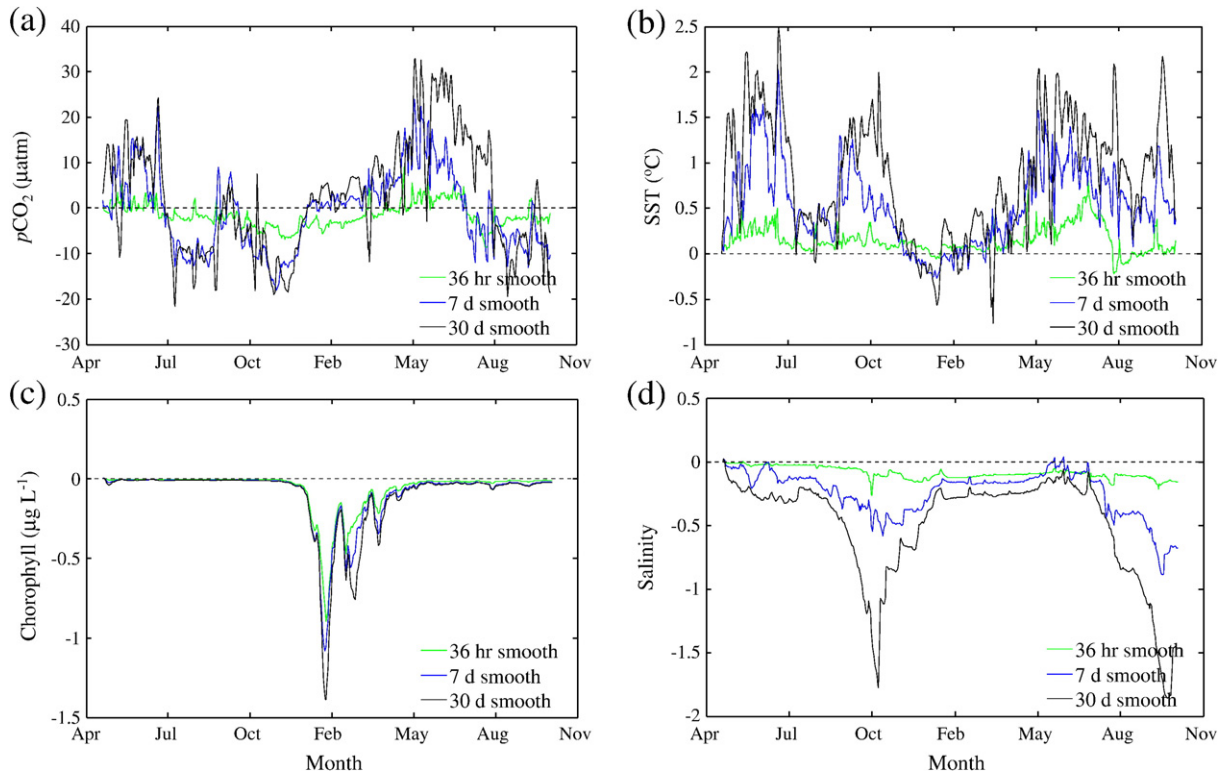 (a)
pCO2 (µatm)
40
30
20
10
0
-10
-20
-30
Apr Jul Oct Feb May Aug Nov
36 hr smooth
7 d smooth
30 d smooth
(b)
SST (ºC)
2.5
2
1.5
1
0.5
0
-0.5
-1
Apr Jul Oct Feb May Aug Nov
36 hr smooth
7 d smooth
30 d smooth
(c)
Chorophyll (µg L⁻¹)
0.5
0
-0.5
-1
-1.5
Apr Jul Oct Feb May Aug Nov
Month
36 hr smooth
7 d smooth
30 d smooth
(d)
Salinity
0.5
0
-0.5
-1
-1.5
-2
Apr Jul Oct Feb May Aug Nov
Month
36 hr smooth
7 d smooth
30 d smooth